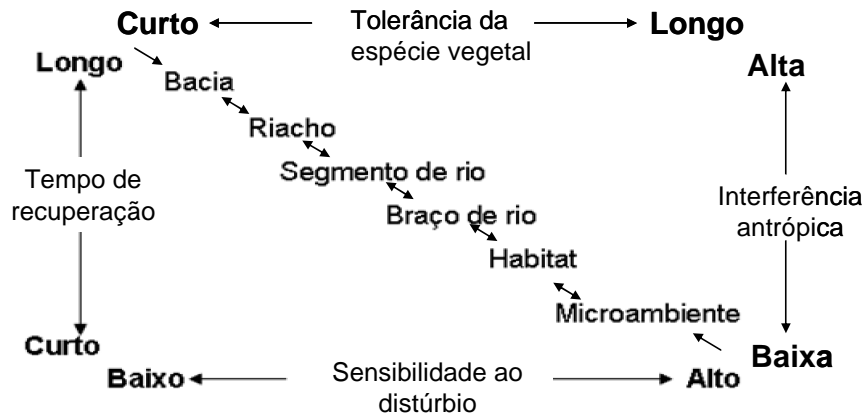 Curto
Tolerância da
espécie vegetal
Longo
Longo
Alta
Bacia
Riacho
Segmento de rio
Tempo de
recuperação
Interferência
antrópica
Braço de rio
Habitat
Microambiente
Curto
Baixa
Baixo
Sensibilidade ao
distúrbio
Alto